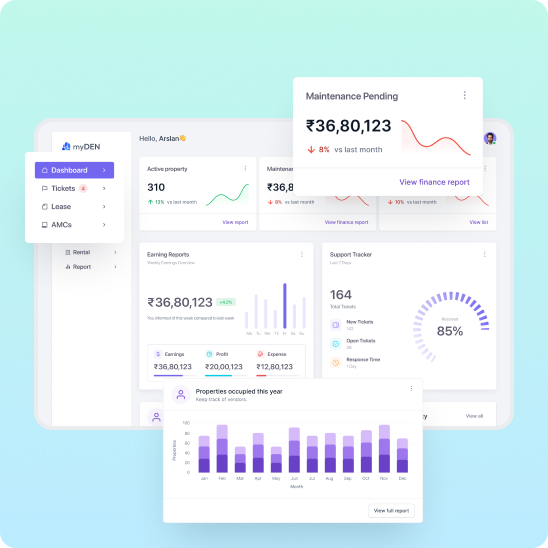 Maintenance Pending
₹36,80,123
8% vs last month
View finance report
myDEN
Hello, Arslan👋
Dashboard
Tickets 4
Lease
AMCs
Rental
Report
Active property
310
13% vs last month
View report
Maintenan
₹36,8
8% vs last month
View finance report
10% vs last month
View list
Earning Reports
Weekly Earnings Overview
₹36,80,123
+4.2%
You informed of this week compared to last week
Mo Tu We Th Fr Sa Su
Earnings
₹36,80,123
Profit
₹20,00,123
Expense
₹12,80,123
Support Tracker
Last 7 Days
164
Total Tickets
New Tickets
142
Open Tickets
28
Response Time
1 Day
Resolved
85%
View all
Properties occupied this year
Keep track of vendors.
Properties
100
80
60
40
20
0
Jan Feb Mar Apr May Jun Jul Aug Sep Oct Nov Dec
Month
View full report